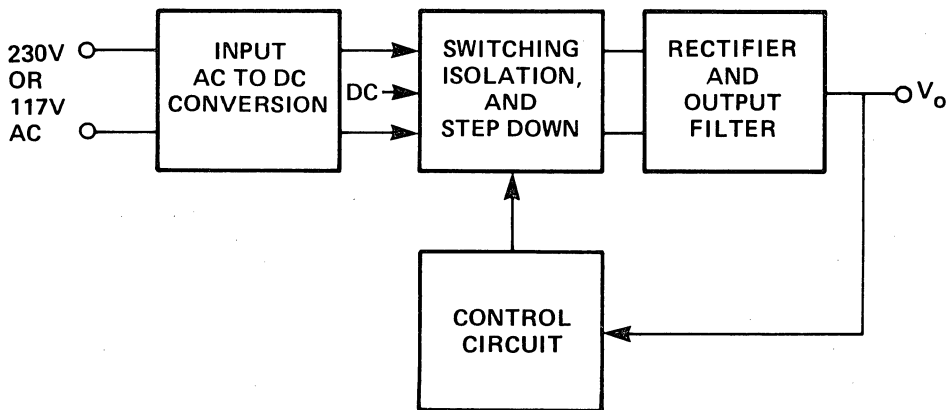 230V
OR
117V
AC
INPUT
AC TO DC
CONVERSION
DC
SWITCHING
ISOLATION,
AND
STEP DOWN
RECTIFIER
AND
OUTPUT
FILTER
Vo
CONTROL
CIRCUIT